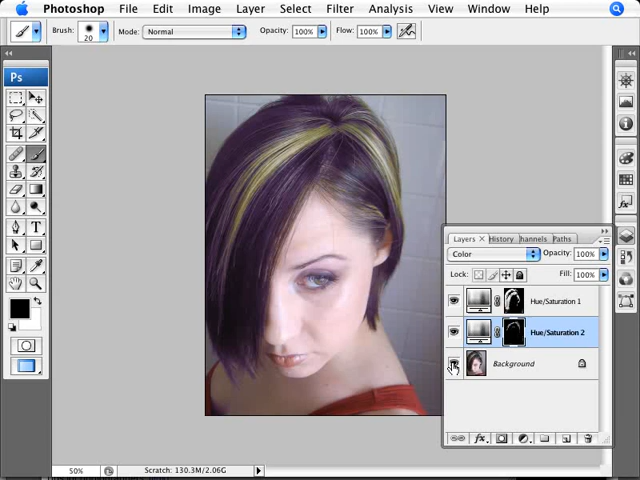 Photoshop File Edit Image Layer Select Filter Analysis View Window Help
Brush: 20 Mode: Normal Opacity: 100% Flow: 100%
Ps
Layers × History hannels Paths
Color Opacity: 100%
Lock: Fill: 100%
Hue/Saturation 1
Hue/Saturation 2
Background
T
fx
50% Scratch: 130.3M/2.06G